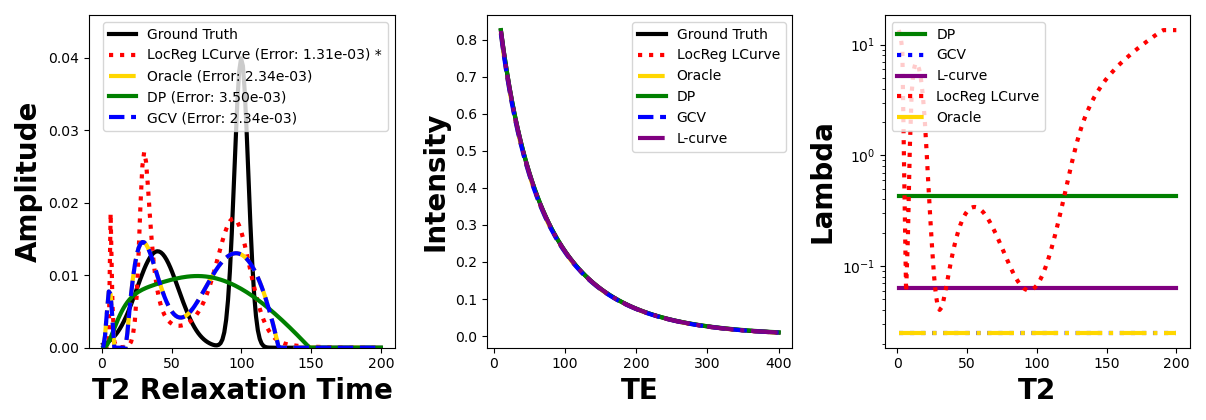 Amplitude
0.04
0.03
0.02
0.01
0.00
Ground Truth
LocReg LCurve (Error: 1.31e-03) *
Oracle (Error: 2.34e-03)
DP (Error: 3.50e-03)
GCV (Error: 2.34e-03)
0 50 100 150 200
T2 Relaxation Time
Intensity
0.8
0.7
0.6
0.5
0.4
0.3
0.2
0.1
0.0
Ground Truth
LocReg LCurve
Oracle
DP
GCV
L-curve
0 100 200 300 400
TE
Lambda
10¹
10⁰
10⁻¹
DP
GCV
L-curve
LocReg LCurve
Oracle
0 50 100 150 200
T2